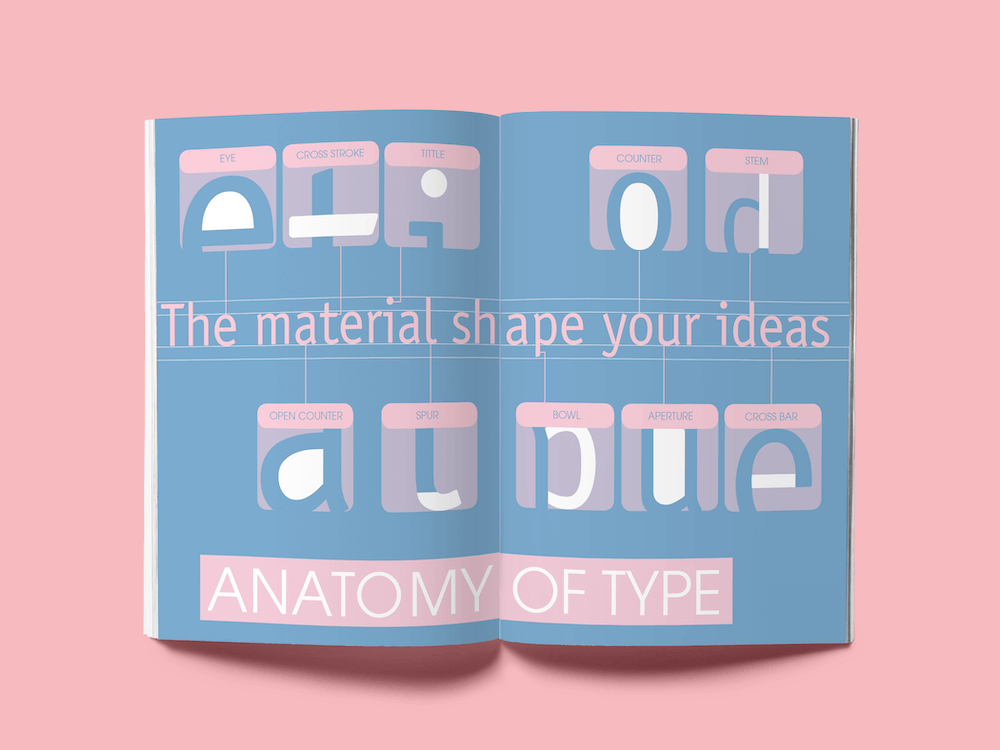 EYE
CROSS STROKE
TITTLE
COUNTER
STEM
The material shape your ideas
OPEN COUNTER
SPUR
BOWL
APERTURE
CROSS BAR
ANATOMY OF TYPE